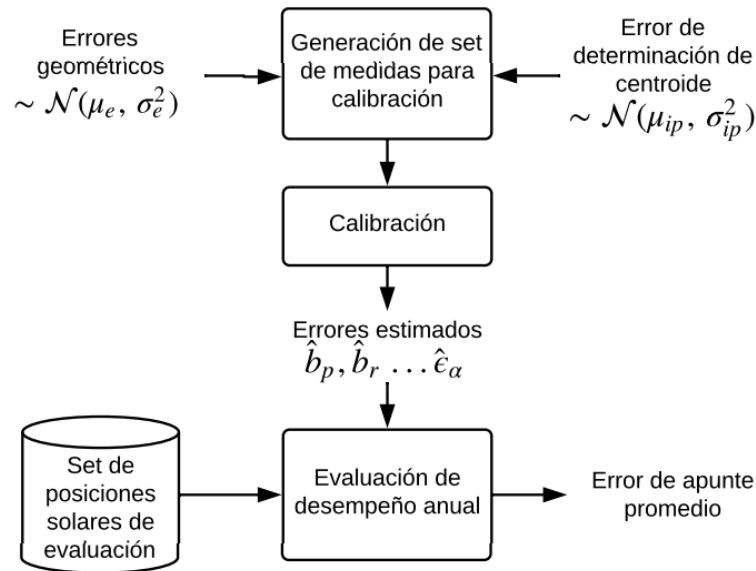 Errores
geométricos
∼ 𝒩(μ_e, σ_e^2)
Generación de set
de medidas para
calibración
Error de
determinación de
centroide
∼ 𝒩(μ_ip, σ_ip^2)
Calibración
Errores estimados
b̂_p, b̂_r … ϵ̂_α
Set de
posiciones
solares de
evaluación
Evaluación de
desempeño anual
Error de apunte
promedio